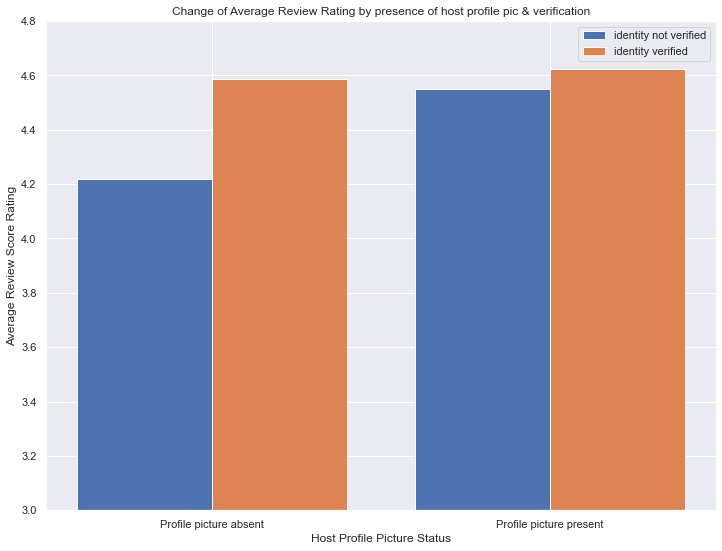 Change of Average Review Rating by presence of host profile pic & verification
identity not verified
identity verified
Average Review Score Rating
4.8
4.6
4.4
4.2
4.0
3.8
3.6
3.4
3.2
3.0
Profile picture absent
Profile picture present
Host Profile Picture Status